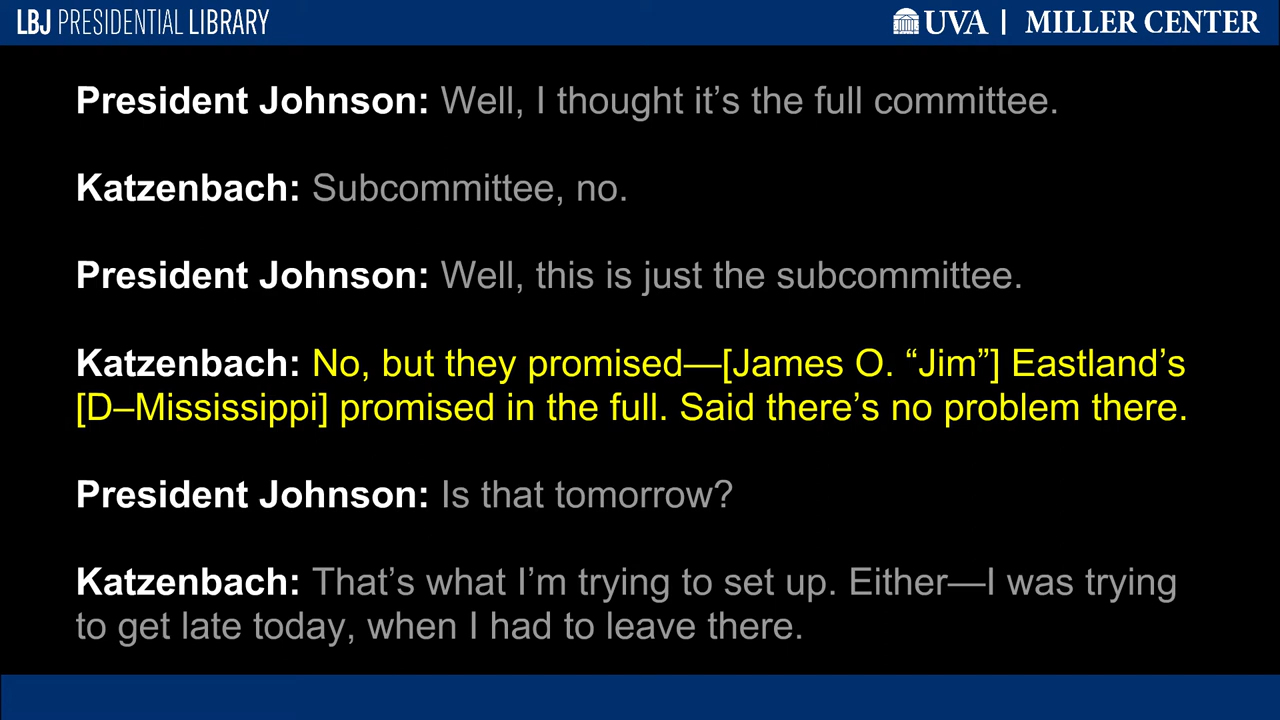 LBJ PRESIDENTIAL LIBRARY
UVA | MILLER CENTER
President Johnson: Well, I thought it’s the full committee.
Katzenbach: Subcommittee, no.
President Johnson: Well, this is just the subcommittee.
Katzenbach: No, but they promised—[James O. “Jim”] Eastland’s
[D–Mississippi] promised in the full. Said there’s no problem there.
President Johnson: Is that tomorrow?
Katzenbach: That’s what I’m trying to set up. Either—I was trying
to get late today, when I had to leave there.